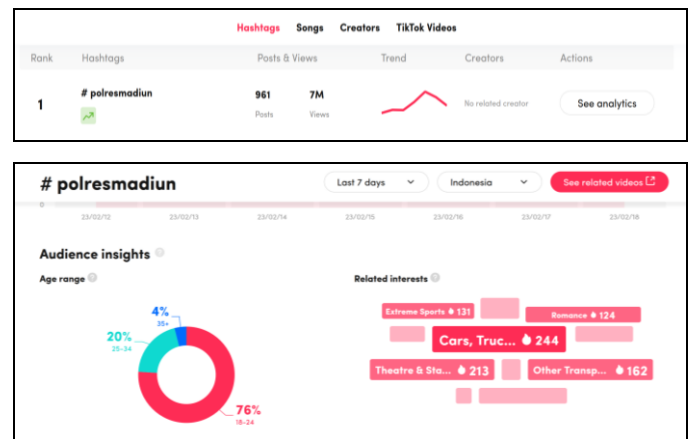 Hashtags Songs Creators TikTok Videos
Rank Hashtags Posts & Views Trend Creators Actions
1 # polresmadiun 961 7M No related creator See analytics
Posts Views
# polresmadiun Last 7 days Indonesia See related videos
0
23/02/12 23/02/13 23/02/14 23/02/15 23/02/16 23/02/17 23/02/18
Audience insights
Age range
4%
35+
20%
25-34
76%
18-24
Related interests
Extreme Sports 131
Romance 124
Cars, Truc... 244
Theatre & Sta... 213
Other Transp... 162